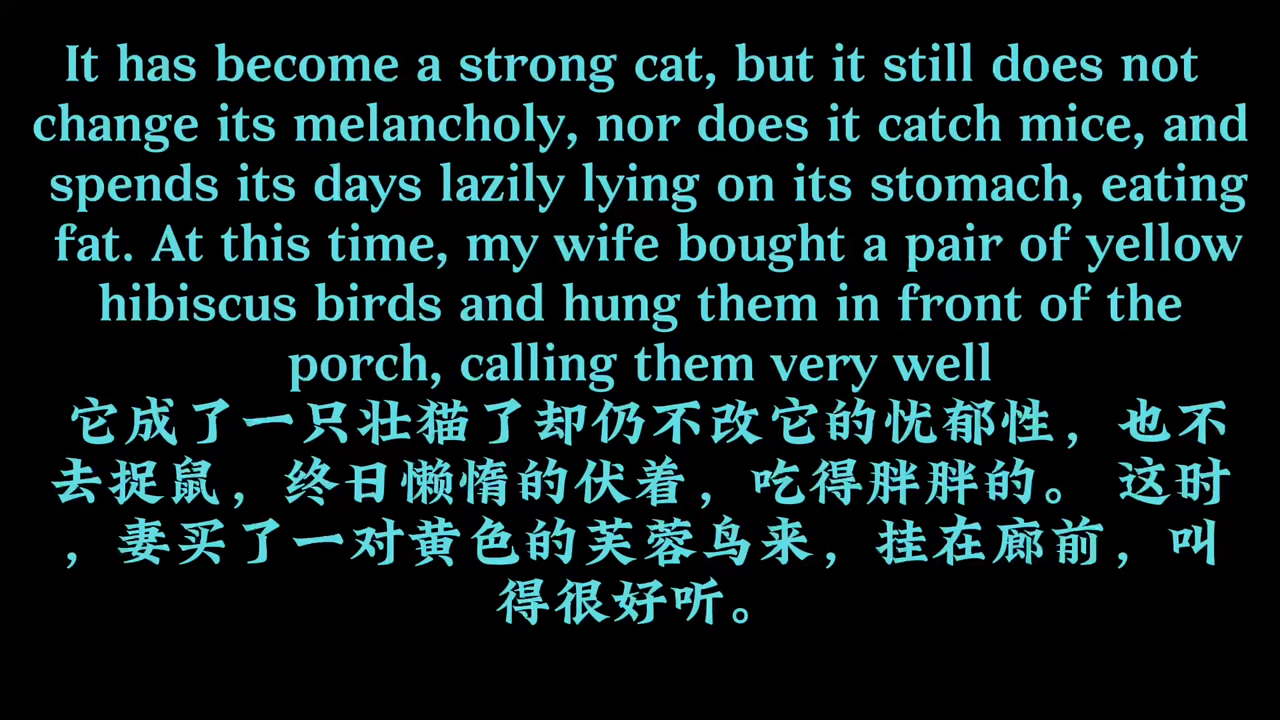 It has become a strong cat, but it still does not
change its melancholy, nor does it catch mice, and
spends its days lazily lying on its stomach, eating
fat. At this time, my wife bought a pair of yellow
hibiscus birds and hung them in front of the
porch, calling them very well
它成了一只壮猫了却仍不改它的忧郁性，也不
去捉鼠，终日懒惰的伏着，吃得胖胖的。 这时
，妻买了一对黄色的芙蓉鸟来，挂在廊前，叫
得很好听。